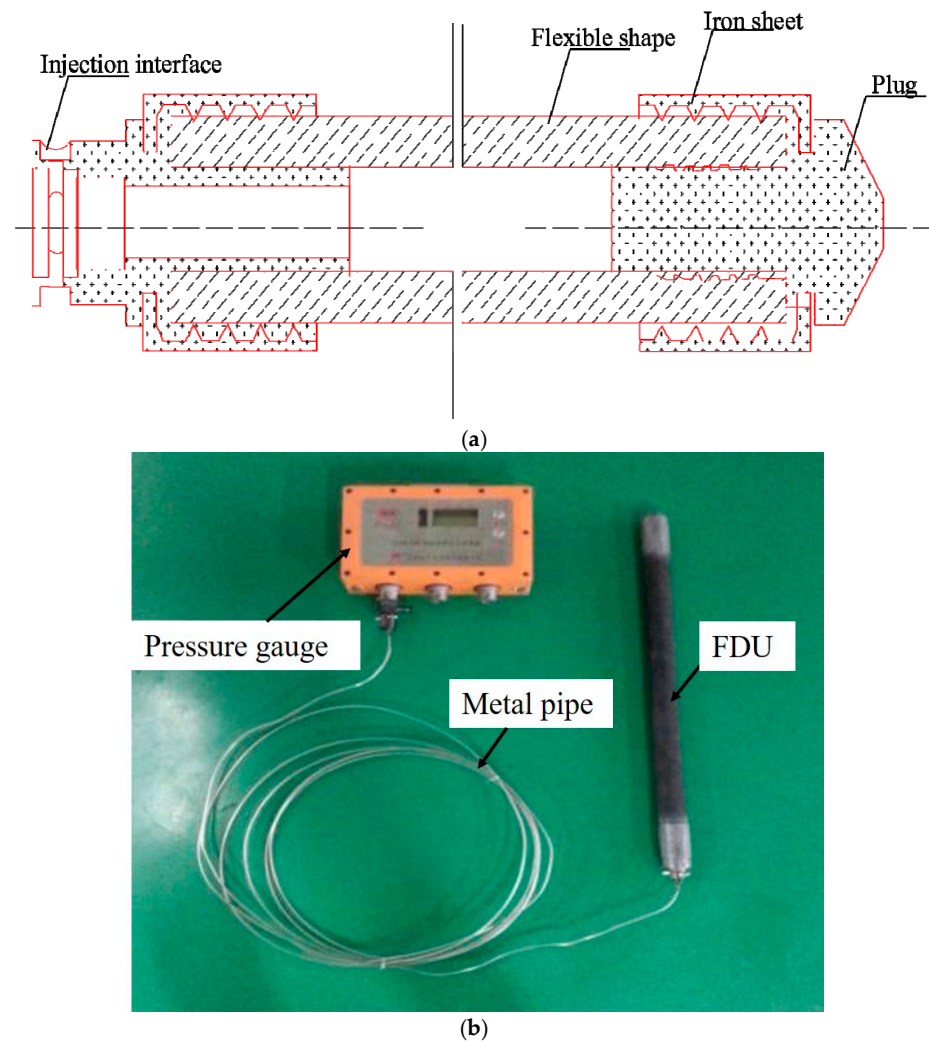 Iron sheet
Flexible shape
Injection interface
Plug
(a)
Pressure gauge
FDU
Metal pipe
(b)